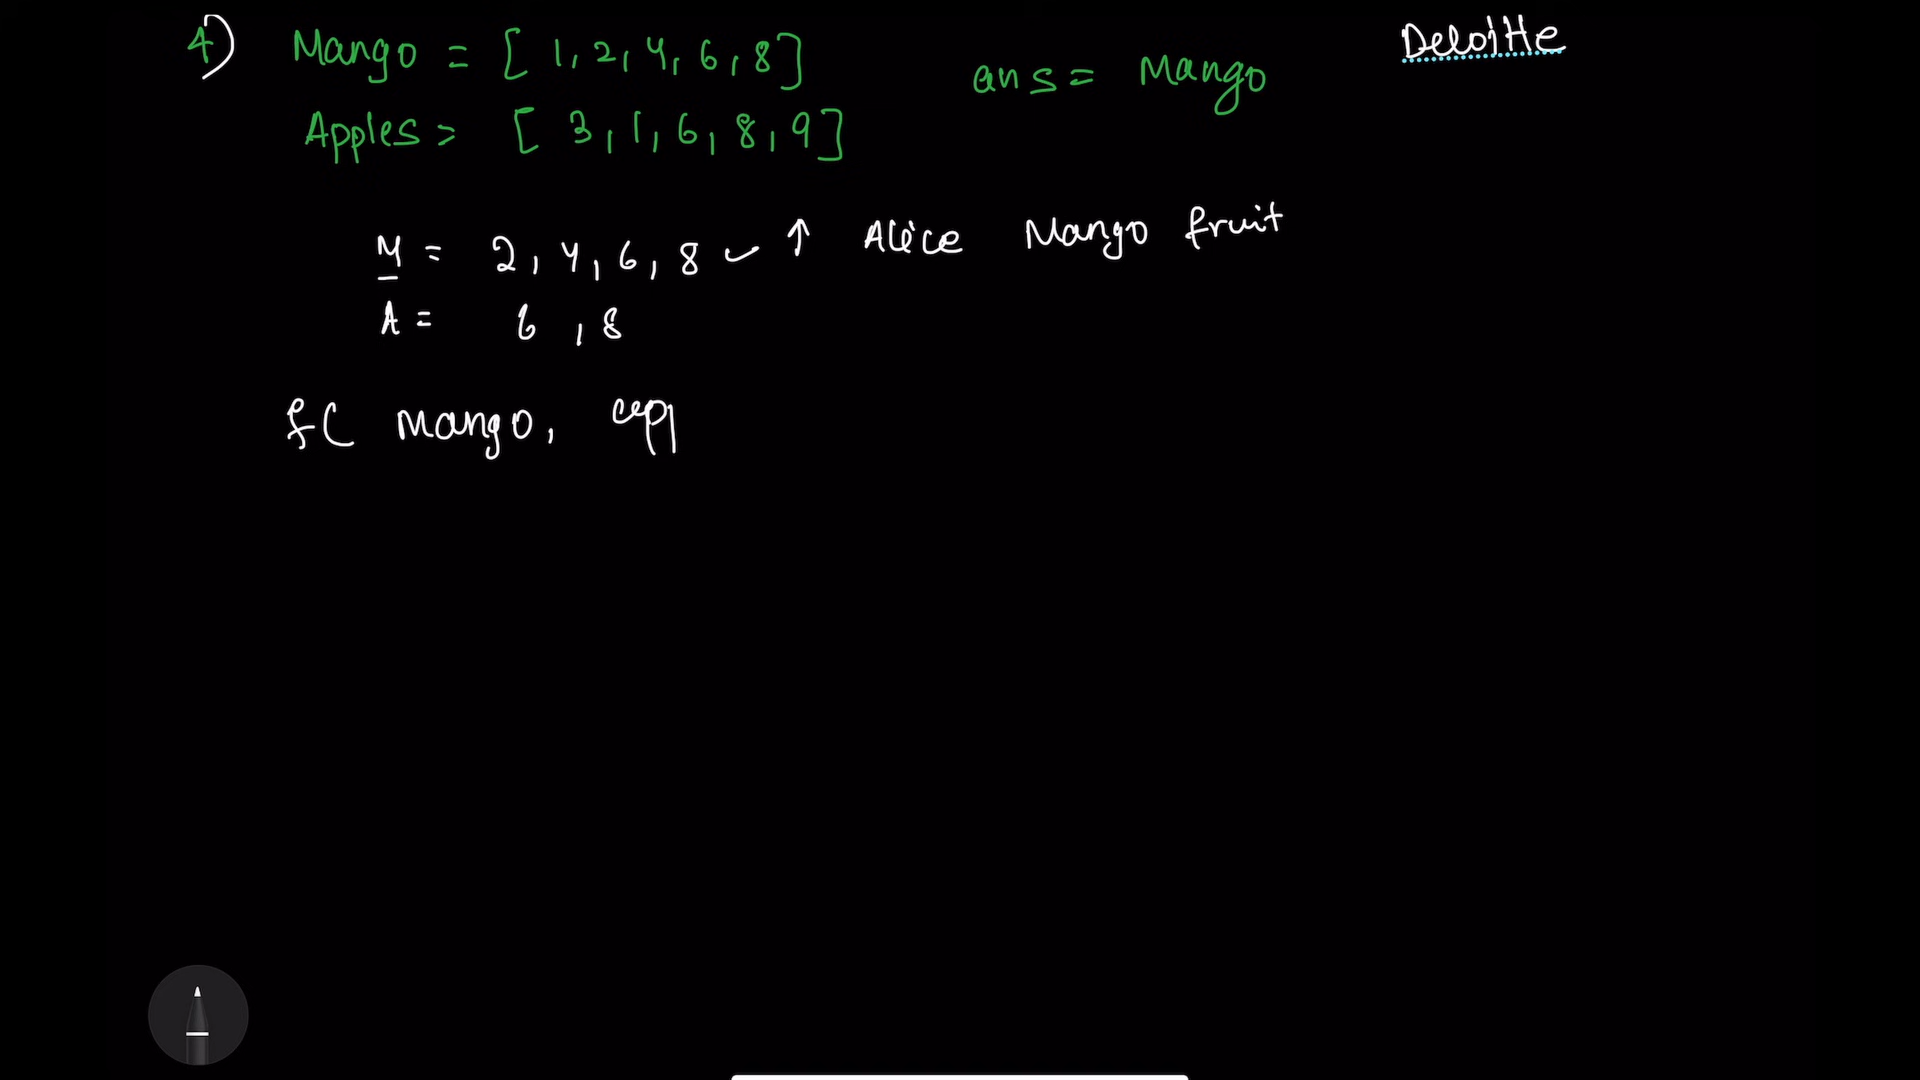 4) Mango = [ 1, 2, 4, 6, 8 ]
ans = Mango
Deloitte
Apples = [ 3, 1, 6, 8, 9 ]
M = 2, 4, 6, 8 ✓ ↑ Alice Mango fruit
A = 6, 8
f( mango, app